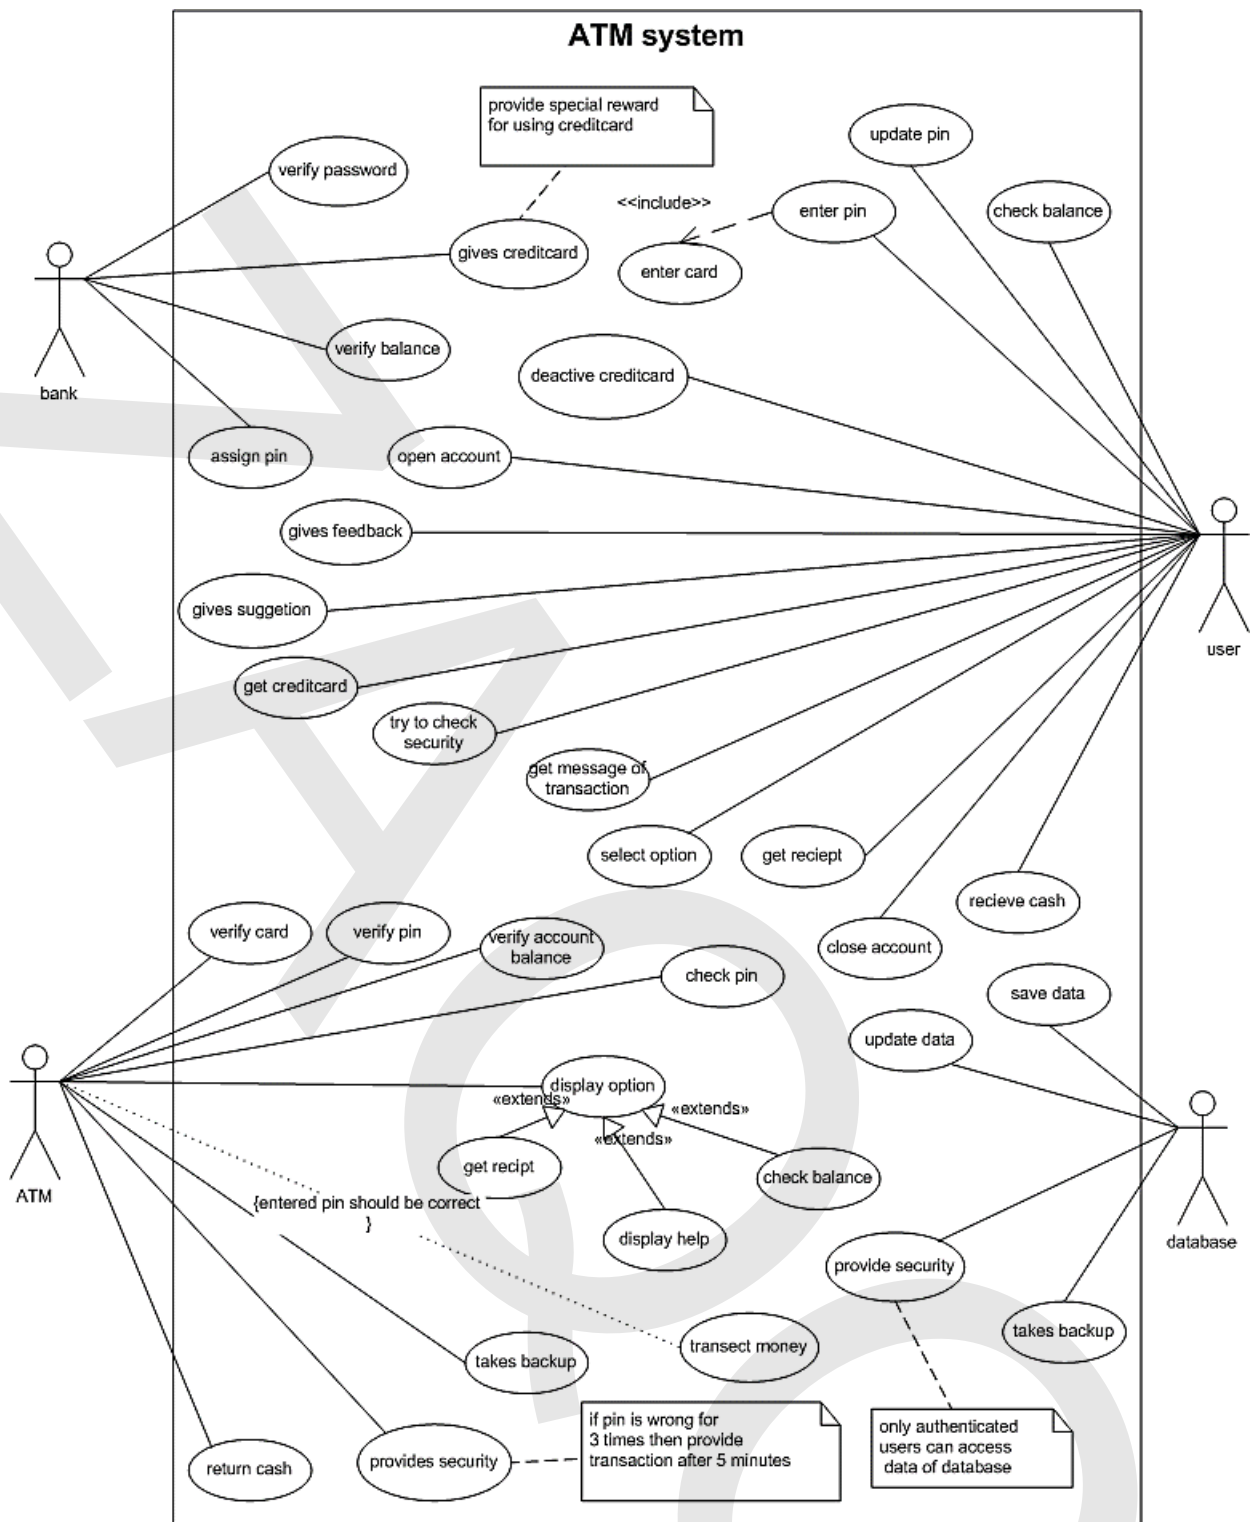 ATM system
provide special reward
for using creditcard
update pin
verify password
<<include>>
enter pin
check balance
gives creditcard
enter card
verify balance
deactive creditcard
bank
assign pin
open account
gives feedback
gives suggetion
user
get creditcard
try to check
security
get message of
transaction
select option
get reciept
recieve cash
verify card
verify pin
verify account
balance
close account
check pin
save data
update data
display option
«extends»
«extends»
«extends»
get recipt
check balance
ATM
{entered pin should be correct
}
display help
database
provide security
takes backup
transect money
takes backup
if pin is wrong for
3 times then provide
transaction after 5 minutes
only authenticated
users can access
data of database
return cash
provides security